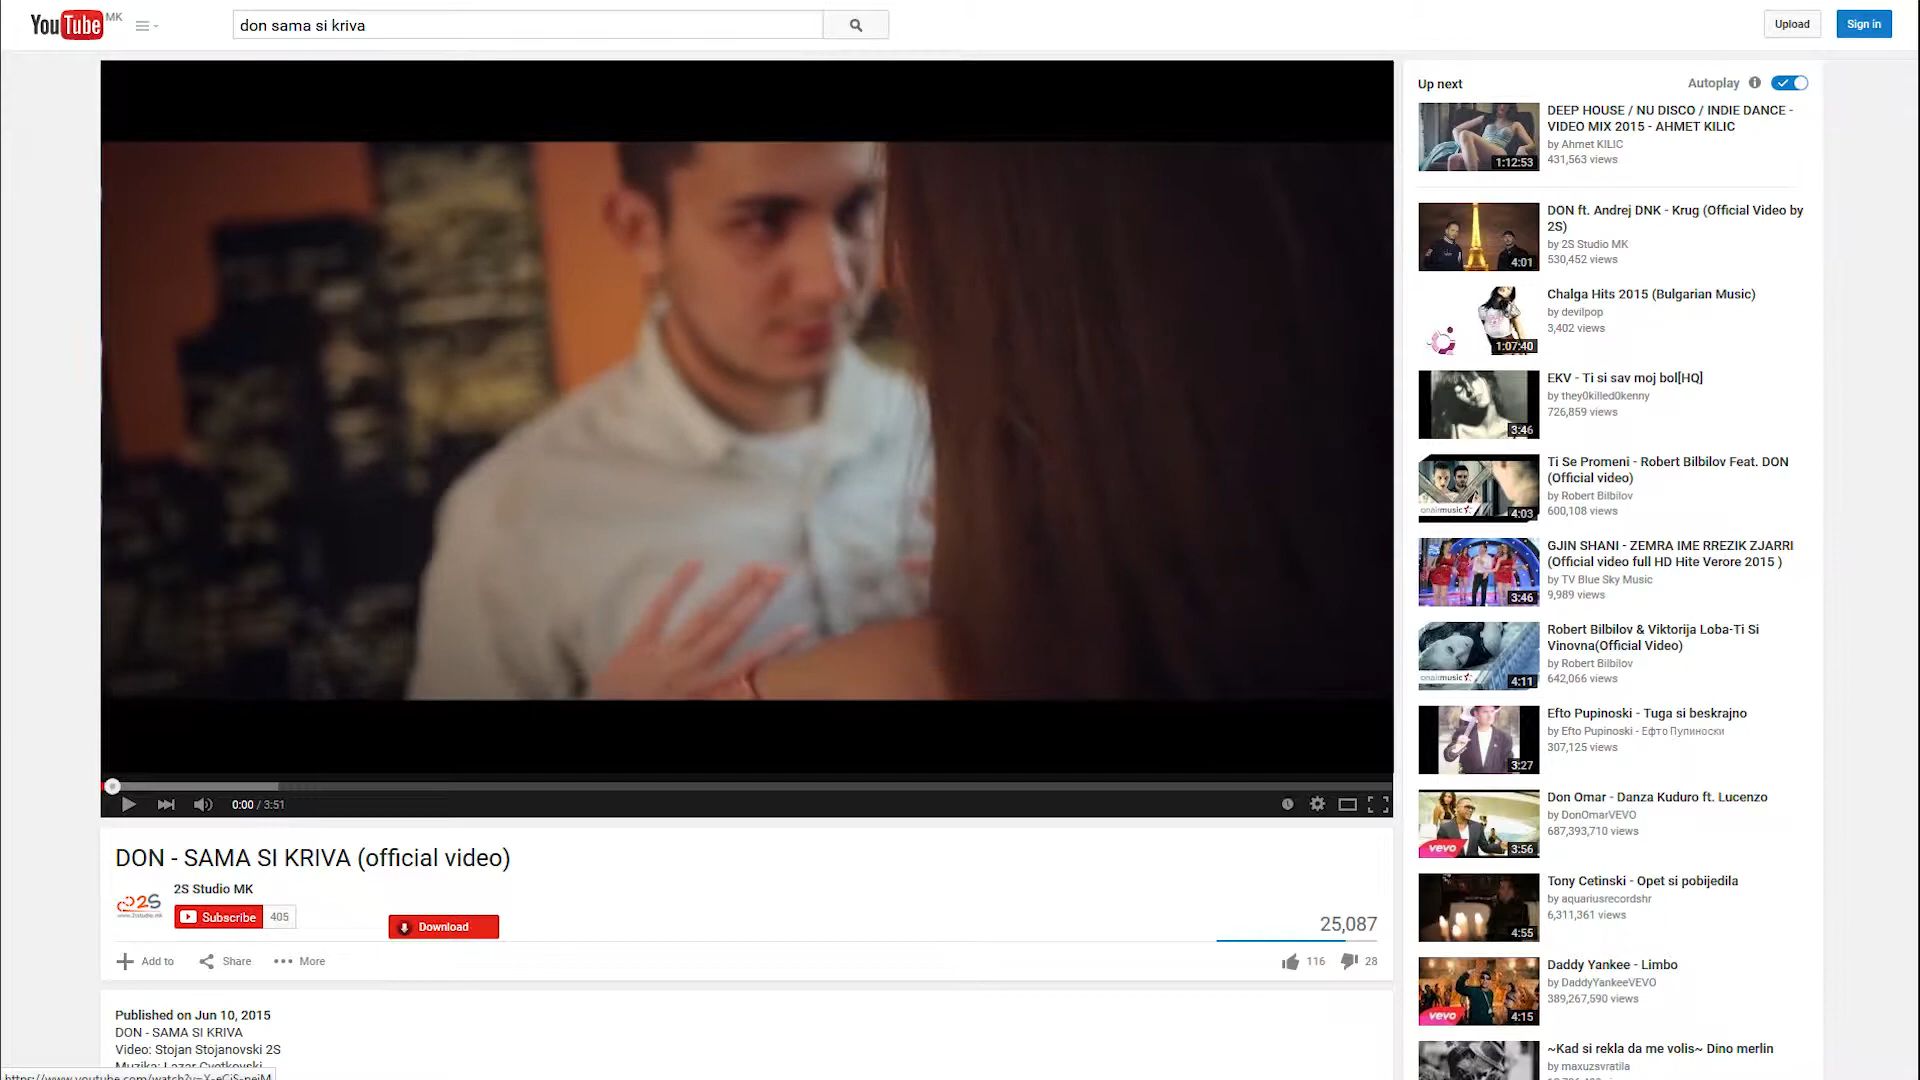 YouTube MK
don sama si kriva
Upload
Sign in
0:00 / 3:51
DON - SAMA SI KRIVA (official video)
2S Studio MK
Subscribe 405
Download
25,087
Add to
Share
More
116
28
Published on Jun 10, 2015
DON - SAMA SI KRIVA
Video: Stojan Stojanovski 2S
Muzika: Lazar Cvetkovski
Up next
Autoplay
DEEP HOUSE / NU DISCO / INDIE DANCE -
VIDEO MIX 2015 - AHMET KILIC
by Ahmet KILIC
431,563 views
1:12:53
DON ft. Andrej DNK - Krug (Official Video by
2S)
by 2S Studio MK
530,452 views
4:01
Chalga Hits 2015 (Bulgarian Music)
by devilpop
3,402 views
1:07:40
EKV - Ti si sav moj bol[HQ]
by they0killed0kenny
726,859 views
3:46
Ti Se Promeni - Robert Bilbilov Feat. DON
(Official video)
by Robert Bilbilov
600,108 views
onairmusic
4:03
GJIN SHANI - ZEMRA IME RREZIK ZJARRI
(Official video full HD Hite Verore 2015 )
by TV Blue Sky Music
9,989 views
3:46
Robert Bilbilov & Viktorija Loba-Ti Si
Vinovna(Official Video)
by Robert Bilbilov
642,066 views
onairmusic
4:11
Efto Pupinoski - Tuga si beskrajno
by Efto Pupinoski - Ефто Пупиноски
307,125 views
3:27
Don Omar - Danza Kuduro ft. Lucenzo
by DonOmarVEVO
687,393,710 views
vevo
3:56
Tony Cetinski - Opet si pobijedila
by aquariusrecordshr
6,311,361 views
4:55
Daddy Yankee - Limbo
by DaddyYankeeVEVO
389,267,590 views
vevo
4:15
~Kad si rekla da me volis~ Dino merlin
by maxuzsvratila